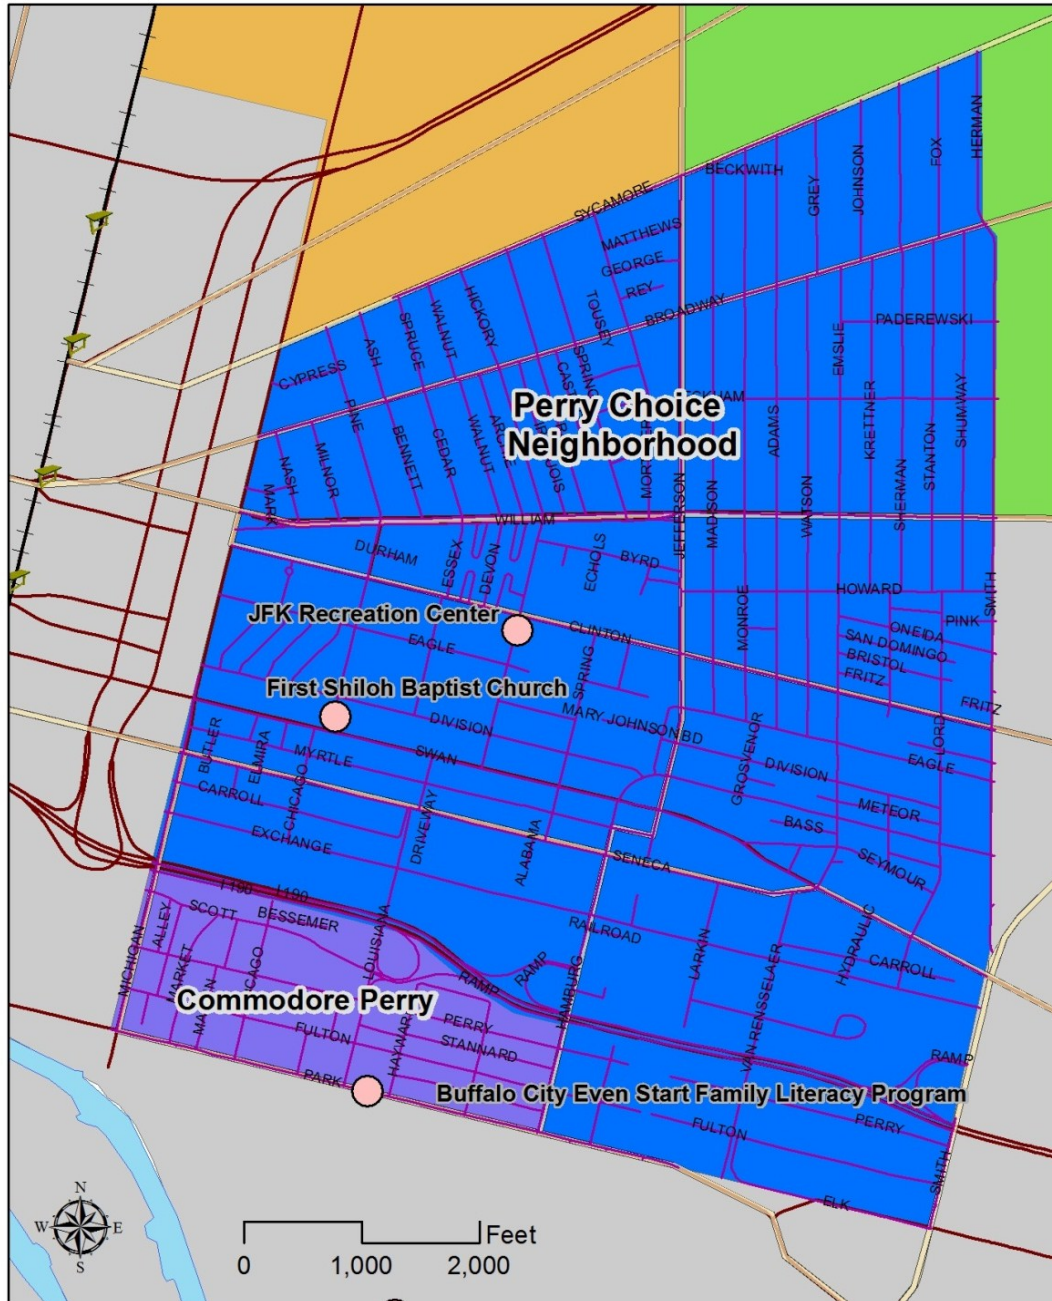 HERMAN
FOX
JOHNSON
GREY
BECKWITH
SYCAMORE
MATTHEWS
GEORGE
REY
BROADWAY
TOUSEY
HICKORY
WALNUT
SPRUCE
ASH
CYPRESS
PADEREWSKI
EMSLIE
KRETTNER
SHUMWAY
STANTON
SHERMAN
ADAMS
WATSON
Perry Choice
Neighborhood
PINE
BENNETT
CEDAR
WALNUT
NASH
MILNOR
MARK
JEFFERSON
MADISON
WILLIAM
DURHAM
ESSEX
DEVON
ECHOLS
BYRD
HOWARD
SMITH
MONROE
PINK
ONEIDA
SAN DOMINGO
BRISTOL
FRITZ
FRITZ
JFK Recreation Center
CLINTON
EAGLE
SPRING
First Shiloh Baptist Church
DIVISION
MARY JOHNSON BD
SWAN
BUTLER
ELMIRA
MYRTLE
CHICAGO
CARROLL
EXCHANGE
DRIVEWAY
ALABAMA
SENECA
GROSVENOR
DIVISION
LORD
EAGLE
METEOR
BASS
SEYMOUR
I190
I190
SCOTT
BESSEMER
ALLEY
MARKET
MICHIGAN
LOUISIANA
RAMP
RAMP
RAILROAD
HAMBURG
LARKIN
VAN RENSSELAER
HYDRAULIC
CARROLL
Commodore Perry
FULTON
PERRY
STANNARD
PARK
Buffalo City Even Start Family Literacy Program
RAMP
PERRY
FULTON
SMITH
ELK
N
W E
S
Feet
0 1,000 2,000